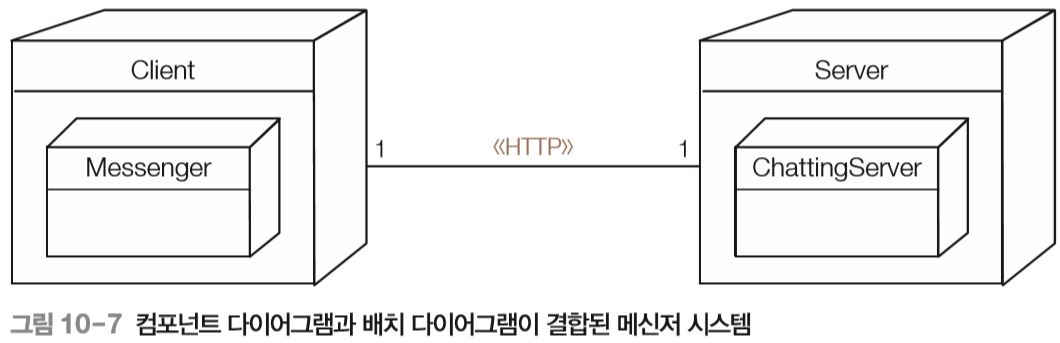 Client
Server
Messenger
1
《HTTP》
1
ChattingServer
그림 10-7 컴포넌트 다이어그램과 배치 다이어그램이 결합된 메신저 시스템